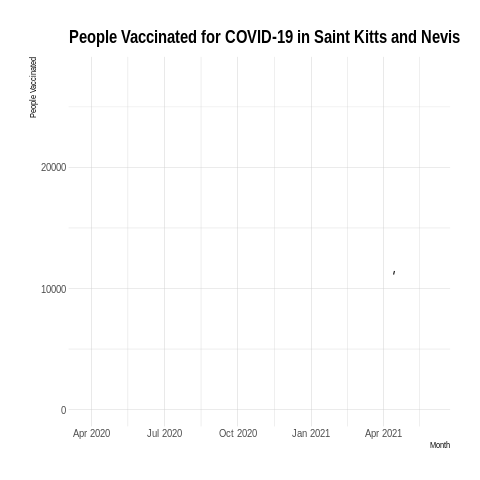 People Vaccinated for COVID-19 in Saint Kitts and Nevis
People Vaccinated
20000
10000
0
Apr 2020 Jul 2020 Oct 2020 Jan 2021 Apr 2021
Month